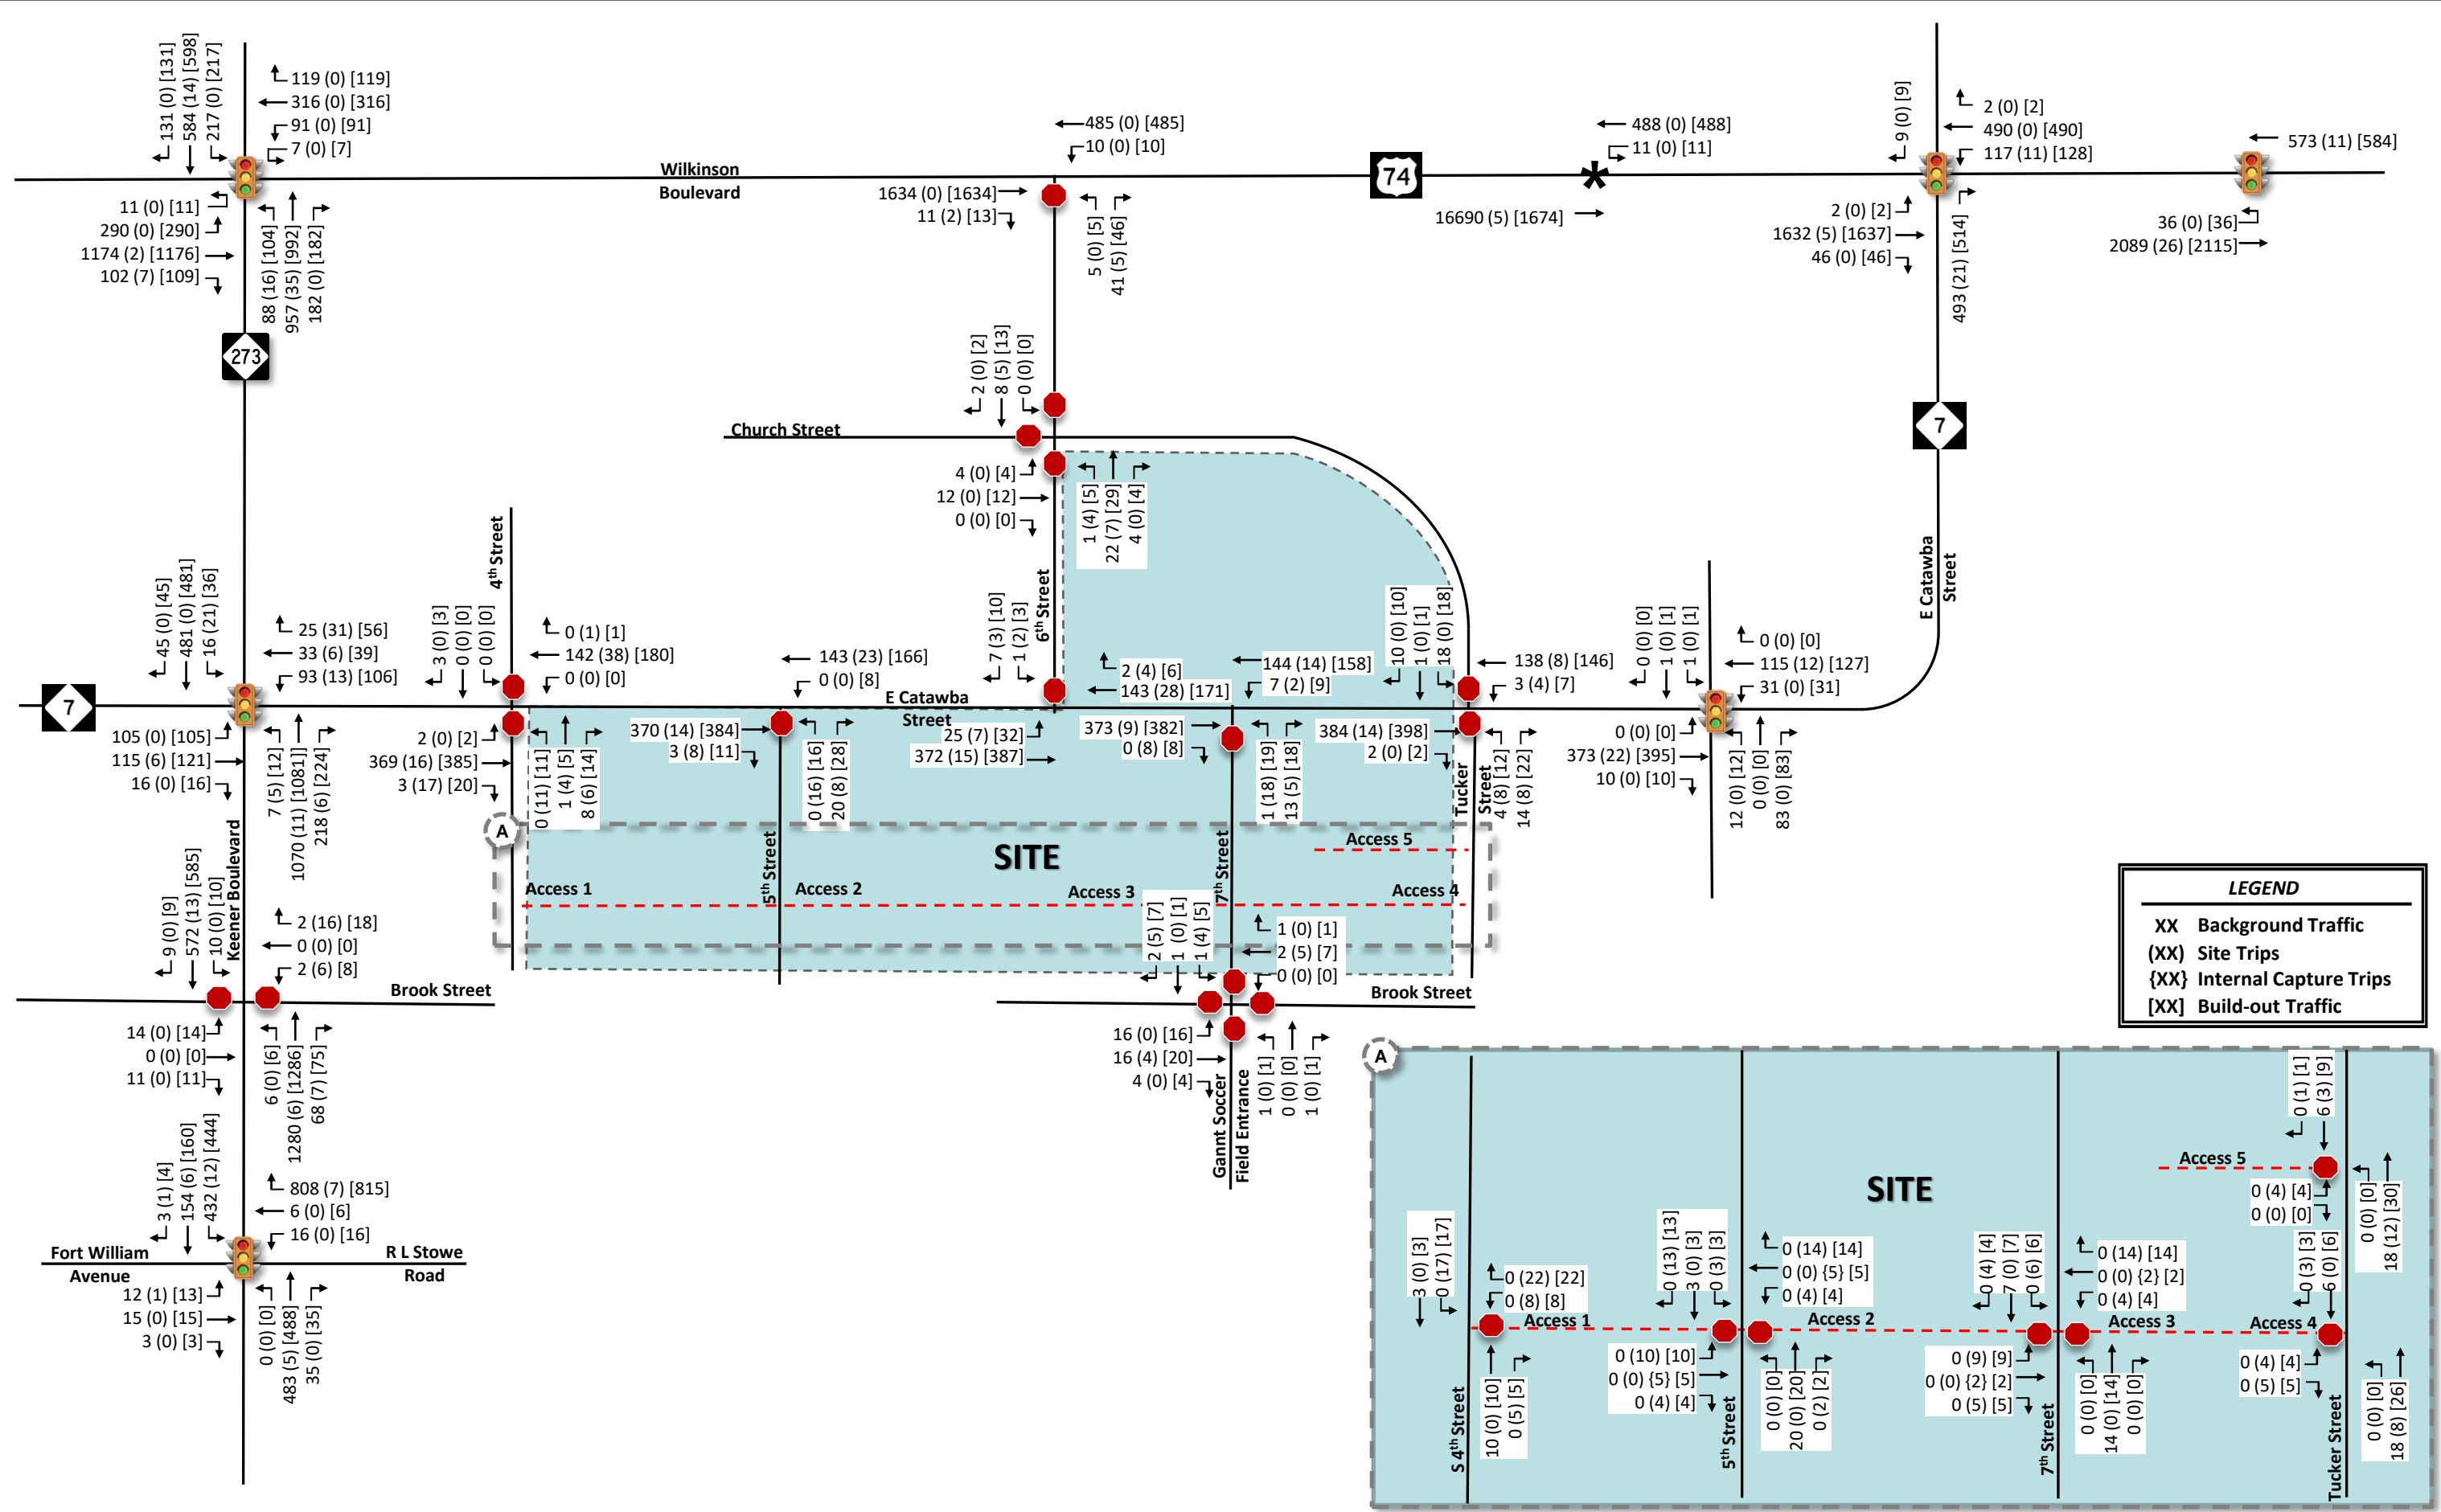 131 (0) [131]
584 (14) [598]
217 (0) [217]
119 (0) [119]
316 (0) [316]
91 (0) [91]
7 (0) [7]
11 (0) [11]
290 (0) [290]
1174 (2) [1176]
102 (7) [109]
88 (16) [104]
957 (35) [992]
182 (0) [182]
Wilkinson
Boulevard
485 (0) [485]
10 (0) [10]
1634 (0) [1634]
11 (2) [13]
5 (0) [5]
41 (5) [46]
74
488 (0) [488]
11 (0) [11]
*
16690 (5) [1674]
9 (0) [9]
2 (0) [2]
490 (0) [490]
117 (11) [128]
2 (0) [2]
1632 (5) [1637]
46 (0) [46]
493 (21) [514]
573 (11) [584]
36 (0) [36]
2089 (26) [2115]
273
2 (0) [2]
8 (5) [13]
0 (0) [0]
Church Street
4 (0) [4]
12 (0) [12]
0 (0) [0]
1 (4) [5]
22 (7) [29]
4 (0) [4]
7
E Catawba
Street
4th Street
6th Street
45 (0) [45]
481 (0) [481]
16 (21) [36]
25 (31) [56]
33 (6) [39]
93 (13) [106]
7
105 (0) [105]
115 (6) [121]
16 (0) [16]
7 (5) [12]
1070 (11) [1081]]
218 (6) [224]
3 (0) [3]
0 (0) [0]
0 (0) [0]
0 (1) [1]
142 (38) [180]
0 (0) [0]
2 (0) [2]
369 (16) [385]
3 (17) [20]
0 (11) [11]
1 (4) [5]
8 (6) [14]
143 (23) [166]
0 (0) [8]
370 (14) [384]
3 (8) [11]
0 (16) [16]
20 (8) [28]
E Catawba
Street
7 (3) [10]
1 (2) [3]
2 (4) [6]
143 (28) [171]
25 (7) [32]
372 (15) [387]
144 (14) [158]
7 (2) [9]
373 (9) [382]
0 (8) [8]
1 (18) [19]
13 (5) [18]
10 (0) [10]
1 (0) [1]
18 (0) [18]
138 (8) [146]
3 (4) [7]
384 (14) [398]
2 (0) [2]
4 (8) [12]
14 (8) [22]
Tucker
Street
0 (0) [0]
1 (0) [1]
1 (0) [1]
0 (0) [0]
115 (12) [127]
31 (0) [31]
0 (0) [0]
373 (22) [395]
10 (0) [10]
12 (0) [12]
0 (0) [0]
83 (0) [83]
A
SITE
Access 5
Access 1
5th Street
Access 2
Access 3
7th Street
Access 4
Keener Boulevard
9 (0) [9]
572 (13) [585]
10 (0) [10]
2 (16) [18]
0 (0) [0]
2 (6) [8]
Brook Street
14 (0) [14]
0 (0) [0]
11 (0) [11]
6 (0) [6]
1280 (6) [1286]
68 (7) [75]
2 (5) [7]
1 (0) [1]
1 (4) [5]
1 (0) [1]
2 (5) [7]
0 (0) [0]
Brook Street
16 (0) [16]
16 (4) [20]
4 (0) [4]
1 (0) [1]
0 (0) [0]
1 (0) [1]
Gannt Soccer
Field Entrance
3 (1) [4]
154 (6) [160]
432 (12) [444]
808 (7) [815]
6 (0) [6]
16 (0) [16]
Fort William
Avenue
R L Stowe
Road
12 (1) [13]
15 (0) [15]
3 (0) [3]
0 (0) [0]
483 (5) [488]
35 (0) [35]
LEGEND
XX Background Traffic
(XX) Site Trips
{XX} Internal Capture Trips
[XX] Build-out Traffic
A
SITE
3 (0) [3]
0 (17) [17]
0 (22) [22]
0 (8) [8]
Access 1
10 (0) [10]
0 (5) [5]
S 4th Street
0 (13) [13]
3 (0) [3]
0 (3) [3]
0 (14) [14]
0 (0) {5} [5]
0 (4) [4]
Access 2
0 (10) [10]
0 (0) {5} [5]
0 (4) [4]
0 (0) [0]
20 (0) [20]
0 (2) [2]
5th Street
0 (4) [4]
7 (0) [7]
0 (6) [6]
0 (14) [14]
0 (0) {2} [2]
0 (4) [4]
Access 3
0 (9) [9]
0 (0) {2} [2]
0 (5) [5]
0 (0) [0]
14 (0) [14]
0 (0) [0]
7th Street
0 (1) [1]
6 (3) [9]
Access 5
0 (4) [4]
0 (0) [0]
0 (0) [0]
18 (12) [30]
0 (3) [3]
6 (0) [6]
Access 4
0 (4) [4]
0 (5) [5]
0 (0) [0]
18 (8) [26]
Tucker Street